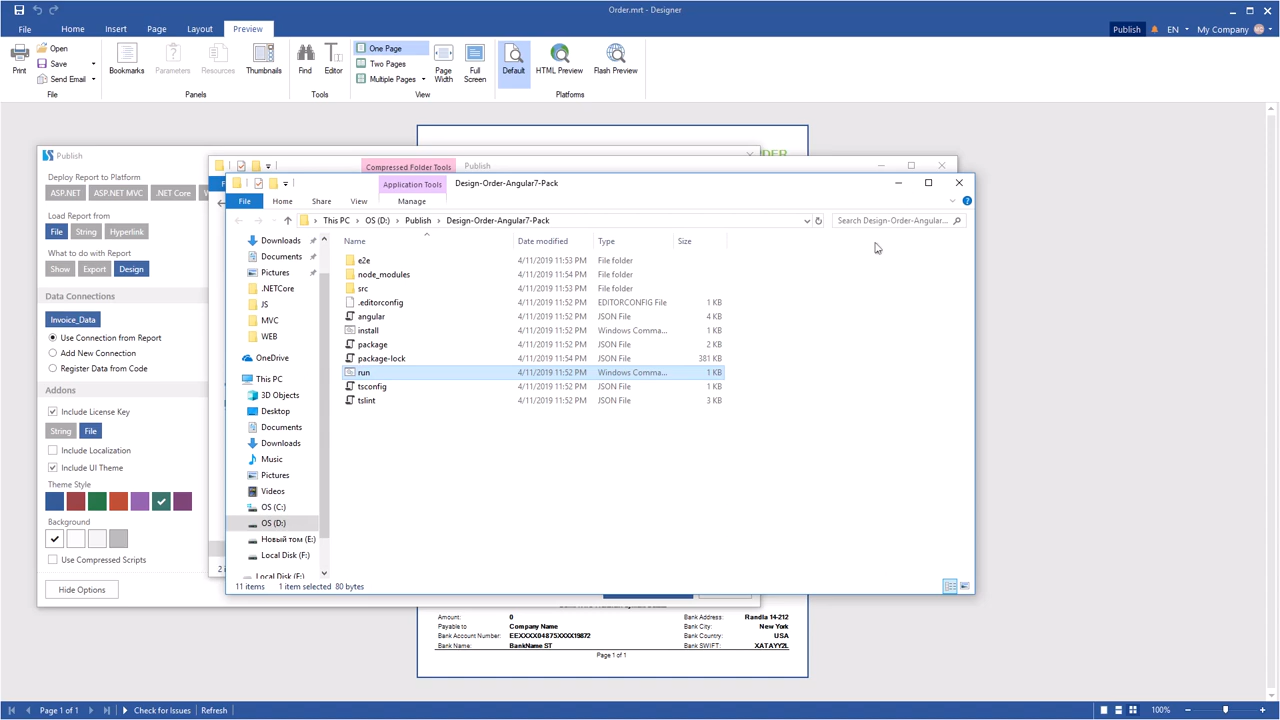 Order.mrt - Designer
File Home Insert Page Layout Preview Publish EN My Company
Print
Open
Save
Send Email
File
Bookmarks
Parameters
Resources
Thumbnails
Panels
Find
Editor
Tools
One Page
Two Pages
Multiple Pages
Page Width
Full Screen
View
Default
HTML Preview
Flash Preview
Platforms
Publish
Deploy Report to Platform
ASP.NET ASP.NET MVC .NET Core
Load Report from
File String Hyperlink
What to do with Report
Show Export Design
Data Connections
Invoice_Data
Use Connection from Report
Add New Connection
Register Data from Code
Addons
Include License Key
String File
Include Localization
Include UI Theme
Theme Style
Background
Use Compressed Scripts
Hide Options
Compressed Folder Tools Publish
Application Tools Design-Order-Angular7-Pack
File Home Share View Manage
This PC OS (D:) Publish Design-Order-Angular7-Pack Search Design-Order-Angular...
Downloads
Documents
Pictures
.NETCore
JS
MVC
WEB
OneDrive
This PC
3D Objects
Desktop
Documents
Downloads
Music
Pictures
Videos
OS (C:)
OS (D:)
Новый том (E:)
Local Disk (F:)
Local Disk (F:)
Name Date modified Type Size
e2e 4/11/2019 11:53 PM File folder
node_modules 4/11/2019 11:54 PM File folder
src 4/11/2019 11:53 PM File folder
.editorconfig 4/11/2019 11:52 PM EDITORCONFIG File 1 KB
angular 4/11/2019 11:52 PM JSON File 4 KB
install 4/11/2019 11:52 PM Windows Comma... 1 KB
package 4/11/2019 11:52 PM JSON File 2 KB
package-lock 4/11/2019 11:54 PM JSON File 381 KB
run 4/11/2019 11:52 PM Windows Comma... 1 KB
tsconfig 4/11/2019 11:52 PM JSON File 1 KB
tslint 4/11/2019 11:52 PM JSON File 3 KB
11 items 1 item selected 80 bytes
Amount: 0 Bank Address: Randla 14-212
Payable to Company Name Bank City: New York
Bank Account Number: EEXXXX04875XXXX19872 Bank Country: USA
Bank Name: BankName ST Bank SWIFT: XATAYY2L
Page 1 of 1
Page 1 of 1 Check for Issues Refresh 100%